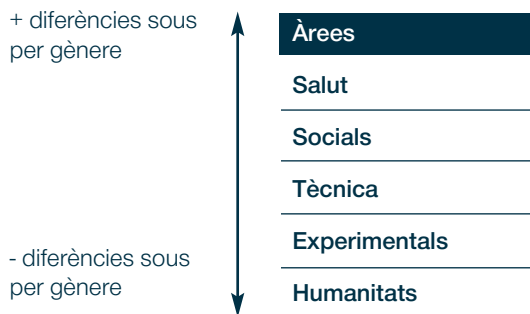 + diferències sous
per gènere
Àrees
Salut
Socials
Tècnica
Experimentals
Humanitats
- diferències sous
per gènere